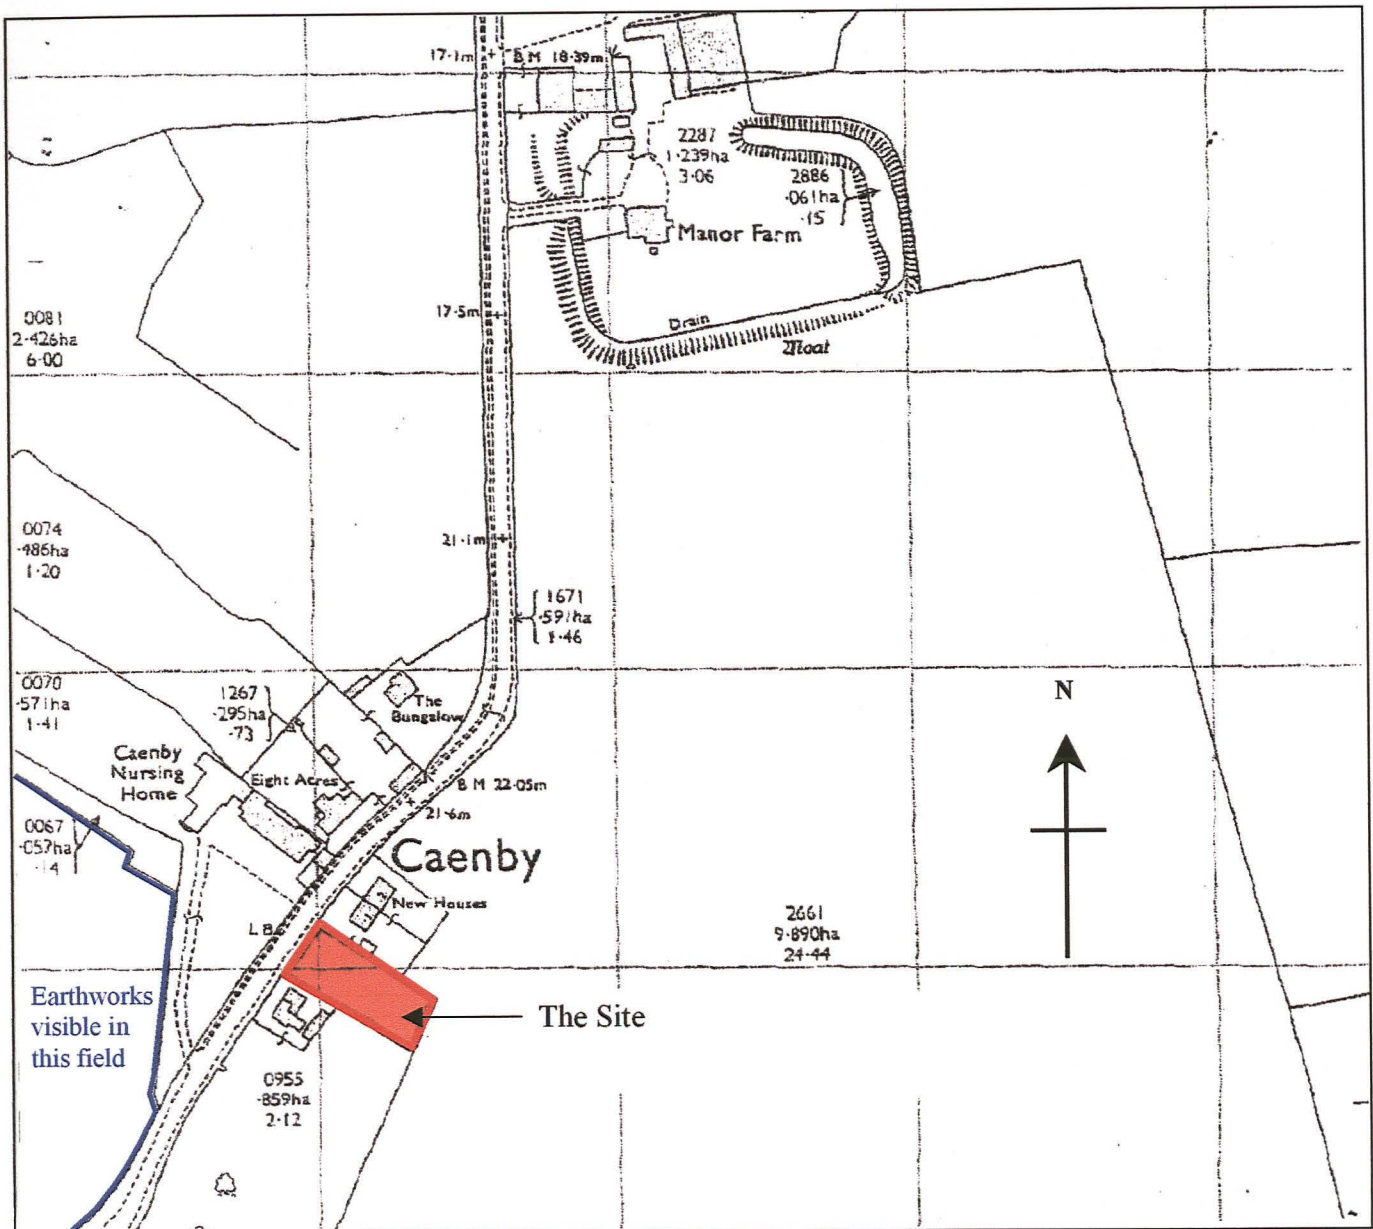 17·1m
B M 18·39m
2287
1·239ha
3·06
2886
·061ha
·15
Manor Farm
17·5m
Drain
Moat
0081
2·426ha
6·00
21·1m
0074
·486ha
1·20
1671
·591ha
1·46
0070
·571ha
1·41
1267
·295ha
·73
The
Bungalow
N
Caenby
Nursing
Home
Eight Acres
B M 22·05m
21·6m
0067
·057ha
·14
Caenby
New Houses
2661
9·890ha
24·44
Earthworks
visible in
this field
The Site
0955
·859ha
2·12